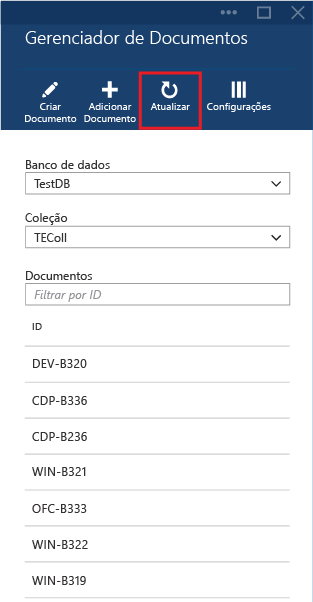 Gerenciador de Documentos
Criar Documento
Adicionar Documento
Atualizar
Configurações
Banco de dados
TestDB
Coleção
TEColl
Documentos
Filtrar por ID
ID
DEV-B320
CDP-B336
CDP-B236
WIN-B321
OFC-B333
WIN-B322
WIN-B319